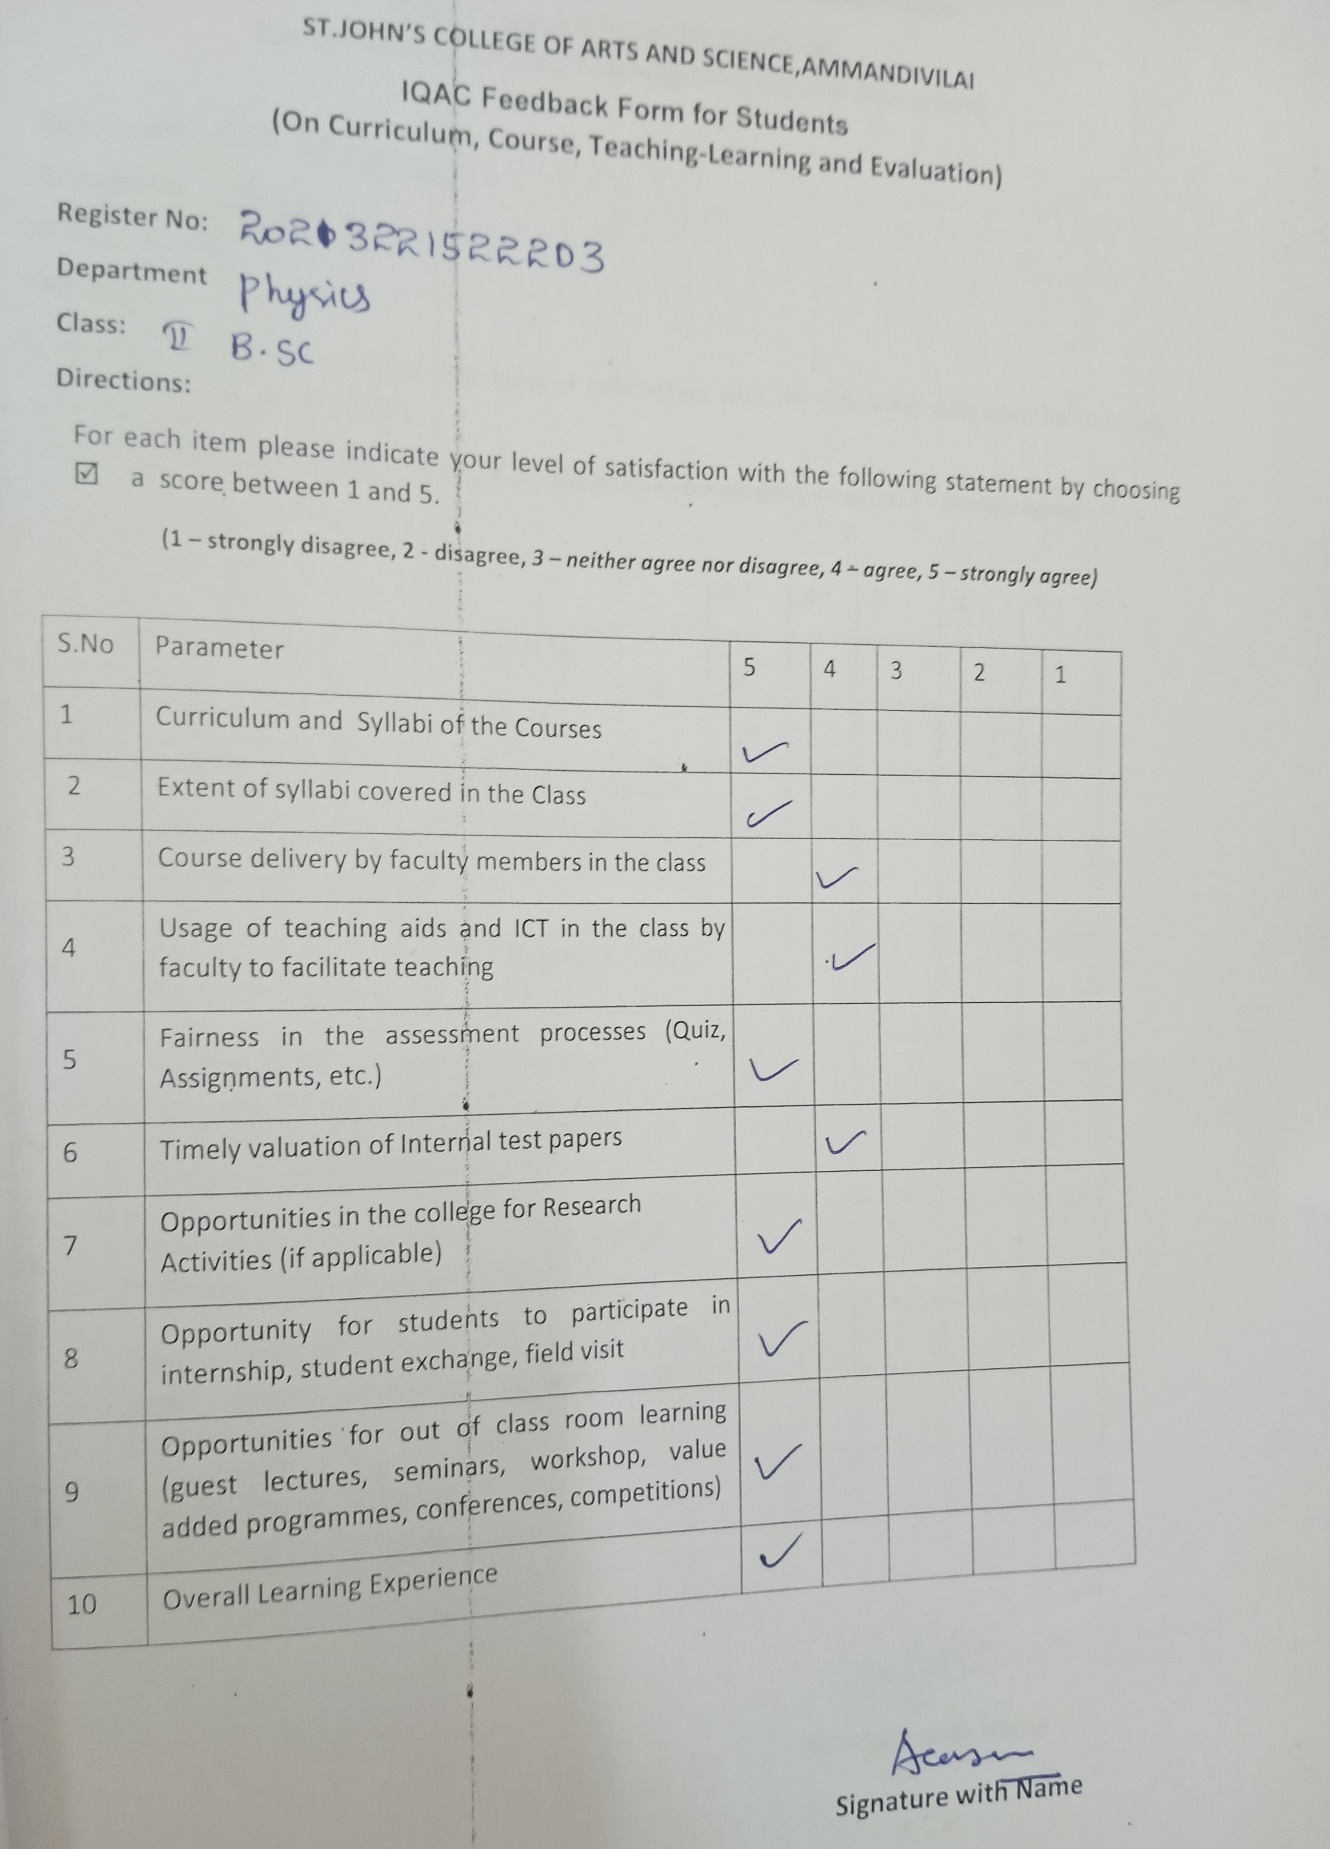 ST.JOHN'S COLLEGE OF ARTS AND SCIENCE,AMMANDIVILAI
IQAC Feedback Form for Students
(On Curriculum, Course, Teaching-Learning and Evaluation)
Register No:
Department Physics
Class: II B.SC
Directions:
For each item please indicate your level of satisfaction with the following statement by choosing
☑ a score between 1 and 5.
(1 – strongly disagree, 2 - disagree, 3 – neither agree nor disagree, 4 – agree, 5 – strongly agree)
S.No Parameter 5 4 3 2 1
1 Curriculum and Syllabi of the Courses ✓
2 Extent of syllabi covered in the Class ✓
3 Course delivery by faculty members in the class ✓
4 Usage of teaching aids and ICT in the class by
faculty to facilitate teaching ✓
5 Fairness in the assessment processes (Quiz,
Assignments, etc.) ✓
6 Timely valuation of Internal test papers ✓
7 Opportunities in the college for Research
Activities (if applicable) ✓
8 Opportunity for students to participate in
internship, student exchange, field visit ✓
9 Opportunities for out of class room learning
(guest lectures, seminars, workshop, value
added programmes, conferences, competitions) ✓
10 Overall Learning Experience ✓
Signature with Name